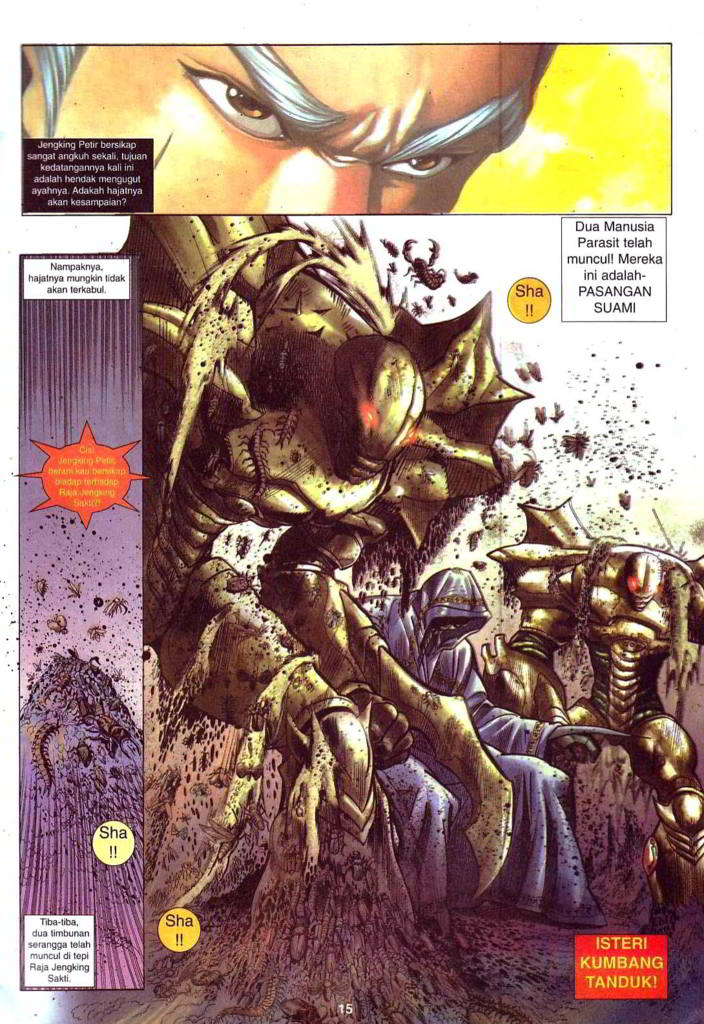 Jengking Petir bersikap
sangat angkuh sekali, tujuan
kedatangannya kali ini
adalah hendak mengugut
ayahnya. Adakah hajatnya
akan kesampaian?
Nampaknya,
hajatnya mungkin tidak
akan terkabul.
Dua Manusia
Parasit telah
muncul! Mereka
ini adalah-
PASANGAN
SUAMI
Sha
!!
Cis!
Jengking Petir,
berani kau bersikap
biadap terhadap
Raja Jengking
Sakti?!
Sha
!!
Tiba-tiba,
dua timbunan
serangga telah
muncul di tepi
Raja Jengking
Sakti.
Sha
!!
ISTERI
KUMBANG
TANDUK!
15